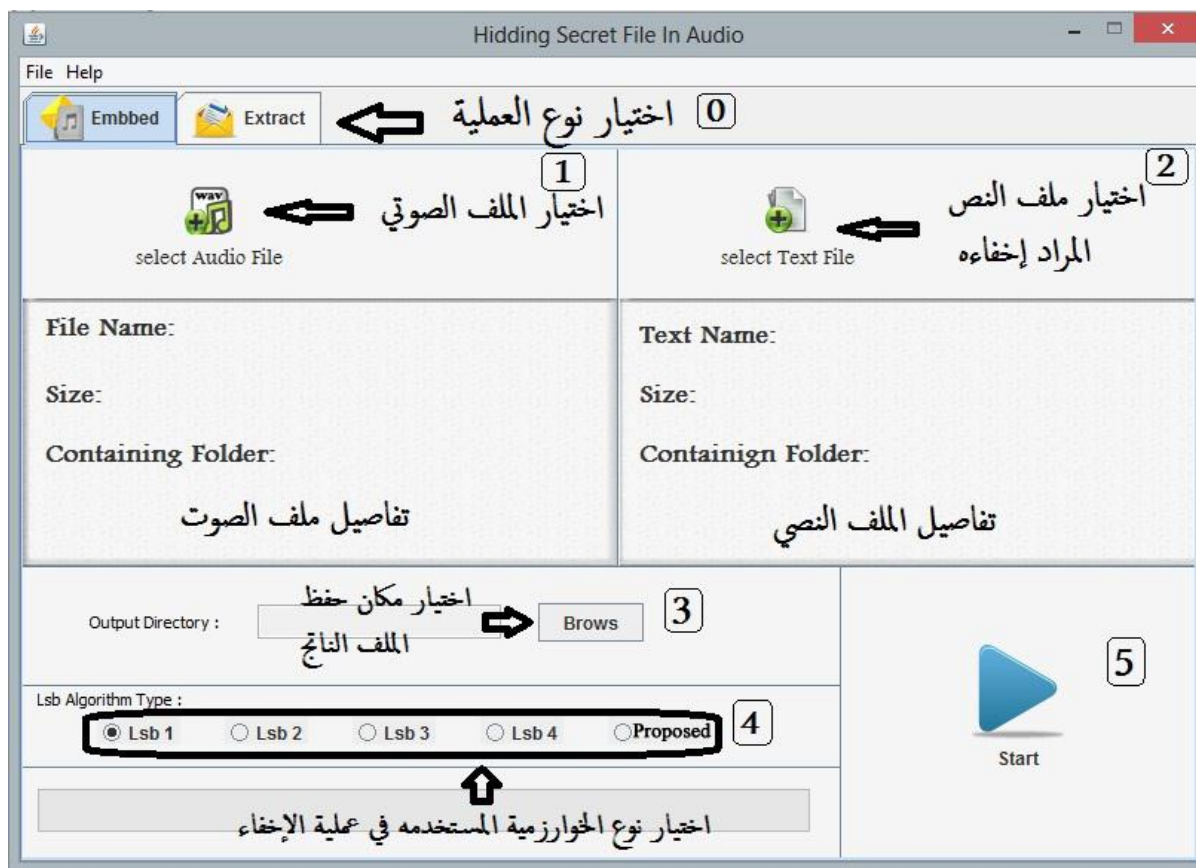 Hidding Secret File In Audio
File Help
Embbed
Extract
اختيار نوع العملية
0
1
wav
اختيار الملف الصوتي
select Audio File
2
اختيار ملف النص
المراد إخفاءه
select Text File
File Name:
Size:
Containing Folder:
تفاصيل ملف الصوت
Text Name:
Size:
Containign Folder:
تفاصيل الملف النصي
Output Directory :
اختيار مكان حفظ
الملف الناتج
Brows
3
Lsb Algorithm Type :
Lsb 1 Lsb 2 Lsb 3 Lsb 4 Proposed
4
اختيار نوع الخوارزمية المستخدمه في عملية الإخفاء
5
Start